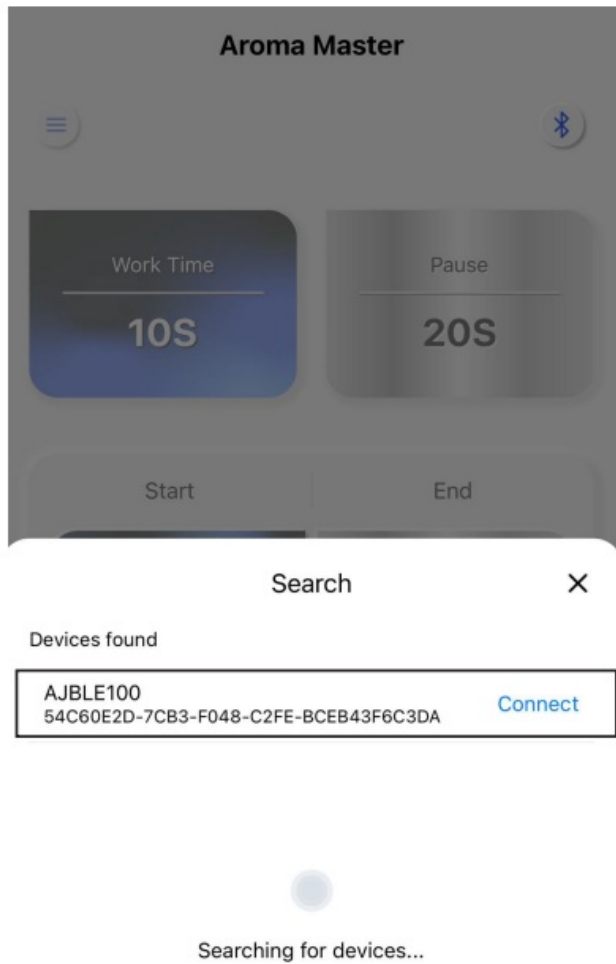 Aroma Master
Work Time
Pause
10S
20S
Start
End
Search
Devices found
AJBLE100
54C60E2D-7CB3-F048-C2FE-BCEB43F6C3DA
Connect
Searching for devices...